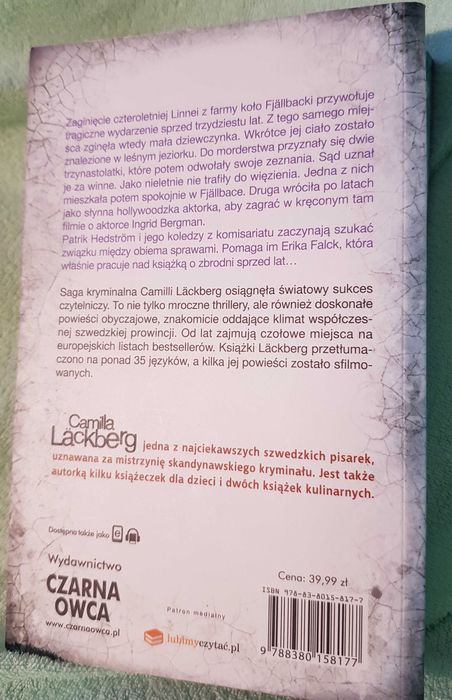 Zaginięcie czteroletniej Linnei z farmy koło Fjällbacki przywołuje
tragiczne wydarzenie sprzed trzydziestu lat. Z tego samego miej-
sca zginęła wtedy mała dziewczynka. Wkrótce jej ciało zostało
znalezione w leśnym jeziorku. Do morderstwa przyznały się dwie
trzynastolatki, które potem odwołały swoje zeznania. Sąd uznał
je za winne. Jako nieletnie nie trafiły do więzienia. Jedna z nich
mieszkała potem spokojnie w Fjällbace. Druga wróciła po latach
jako słynna hollywoodzka aktorka, aby zagrać w kręconym tam
filmie o aktorce Ingrid Bergman.
Patrik Hedström i jego koledzy z komisariatu zaczynają szukać
związku między obiema sprawami. Pomaga im Erika Falck, która
właśnie pracuje nad książką o zbrodni sprzed lat...
Saga kryminalna Camilli Läckberg osiągnęła światowy sukces
czytelniczy. To nie tylko mroczne thrillery, ale również doskonałe
powieści obyczajowe, znakomicie oddające klimat współczes-
nej szwedzkiej prowincji. Od lat zajmują czołowe miejsca na
europejskich listach bestsellerów. Książki Läckberg przetłuma-
czono na ponad 35 języków, a kilka jej powieści zostało sfilmo-
wanych.
Camilla
Läckberg jedna z najciekawszych szwedzkich pisarek,
uznawana za mistrzynię skandynawskiego kryminału. Jest także
autorką kilku książeczek dla dzieci i dwóch książek kulinarnych.
Dostępna także jako e
Wydawnictwo
CZARNA
OWCA
www.czarnaowca.pl
Patron medialny
lubimyczytać.pl
Cena: 39,99 zł
ISBN 978-83-8015-817-7
9 788380 158177